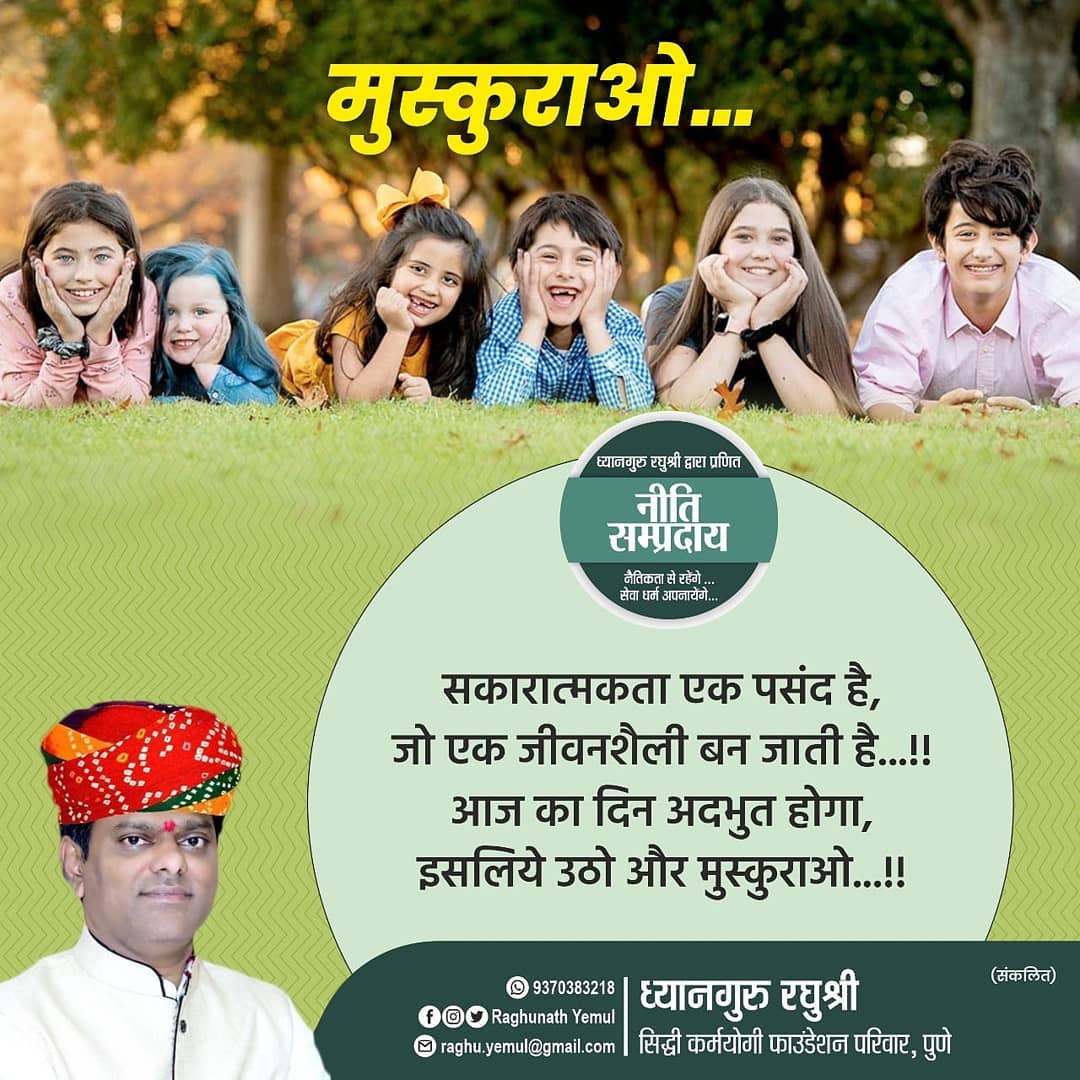 मुस्कुराओ...
ध्यानगुरु रघुश्री द्वारा प्रणित
नीति
सम्प्रदाय
नैतिकता से रहेंगे ...
सेवा धर्म अपनायेंगे...
सकारात्मकता एक पसंद है,
जो एक जीवनशैली बन जाती है...!!
आज का दिन अदभुत होगा,
इसलिये उठो और मुस्कुराओ...!!
(संकलित)
9370383218
Raghunath Yemul
raghu.yemul@gmail.com
ध्यानगुरु रघुश्री
सिद्धी कर्मयोगी फाउंडेशन परिवार, पुणे